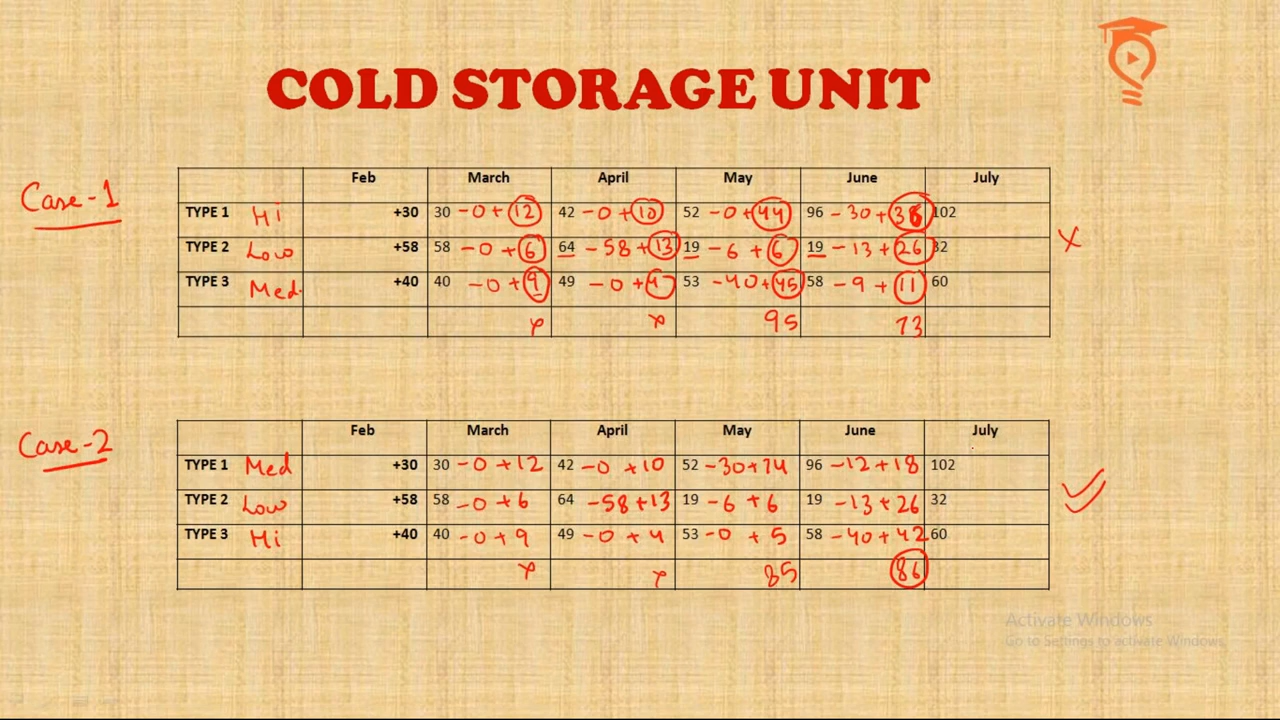 COLD STORAGE UNIT
Case-1
Feb March April May June July
TYPE 1 Hi +30 30 -0+12 42 -0+10 52 -0+44 96 -30+36 102
TYPE 2 Low +58 58 -0+6 64 -58+13 19 -6+6 19 -13+26 32
TYPE 3 Med. +40 40 -0+9 49 -0+4 53 -40+45 58 -9+11 60
x x 95 73
X
Case-2
Feb March April May June July
TYPE 1 Med +30 30 -0+12 42 -0+10 52 -30+74 96 -12+18 102
TYPE 2 Low +58 58 -0+6 64 -58+13 19 -6+6 19 -13+26 32
TYPE 3 Hi +40 40 -0+9 49 -0+4 53 -0+5 58 -40+42 60
x x 85 86
Activate Windows
Go to Settings to activate Windows.